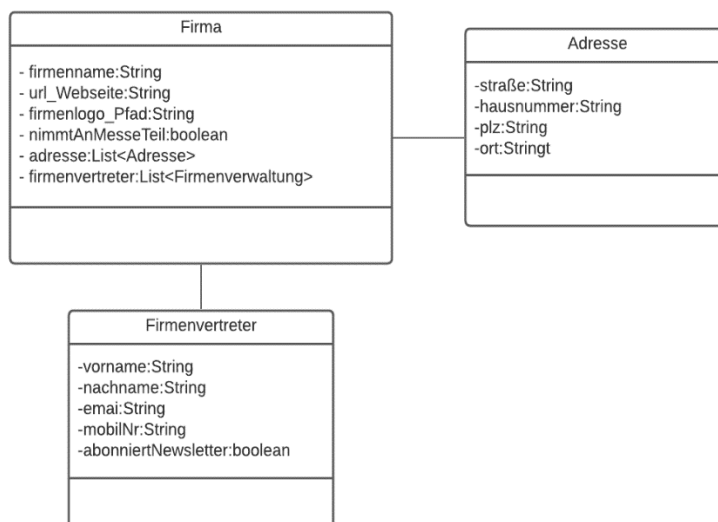 Firma
- firmenname:String
- url_Webseite:String
- firmenlogo_Pfad:String
- nimmtAnMesseTeil:boolean
- adresse:List<Adresse>
- firmenvertreter:List<Firmenverwaltung>
Adresse
-straße:String
-hausnummer:String
-plz:String
-ort:Stringt
Firmenvertreter
-vorname:String
-nachname:String
-emai:String
-mobilNr:String
-abonniertNewsletter:boolean